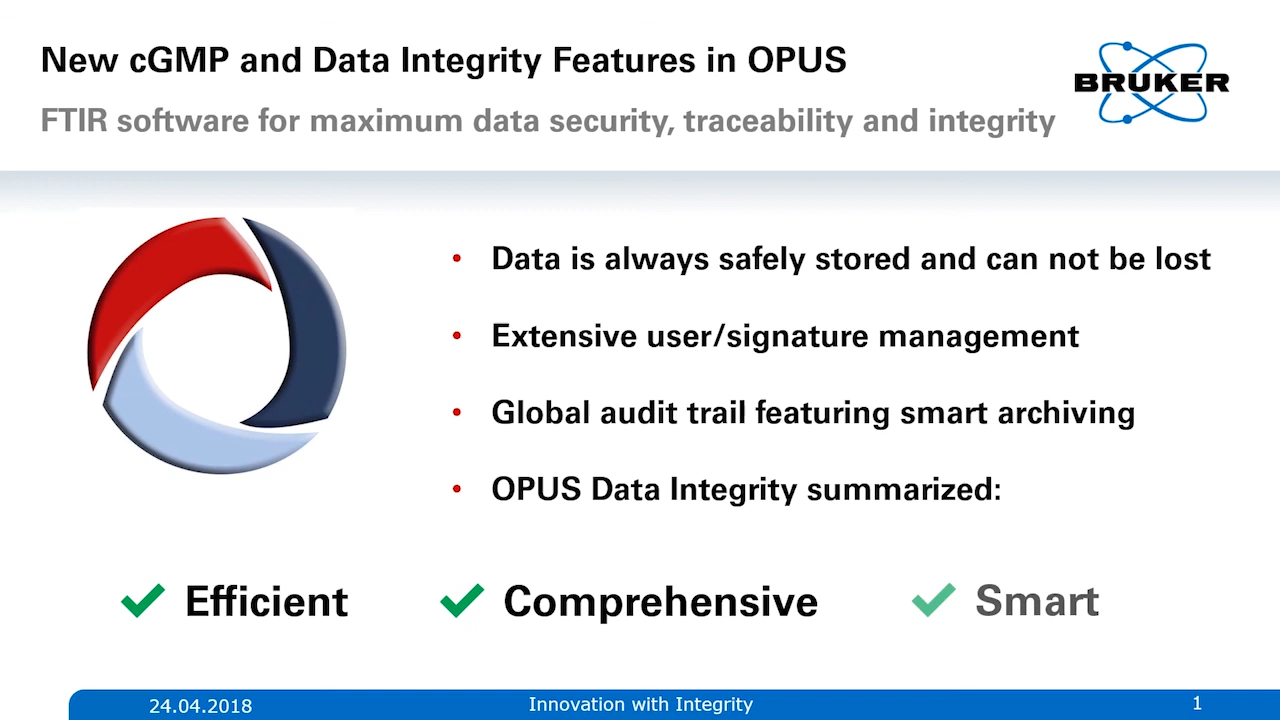 New cGMP and Data Integrity Features in OPUS
FTIR software for maximum data security, traceability and integrity
BRUKER
• Data is always safely stored and can not be lost
• Extensive user/signature management
• Global audit trail featuring smart archiving
• OPUS Data Integrity summarized:
✔ Efficient ✔ Comprehensive ✔ Smart
24.04.2018 Innovation with Integrity 1